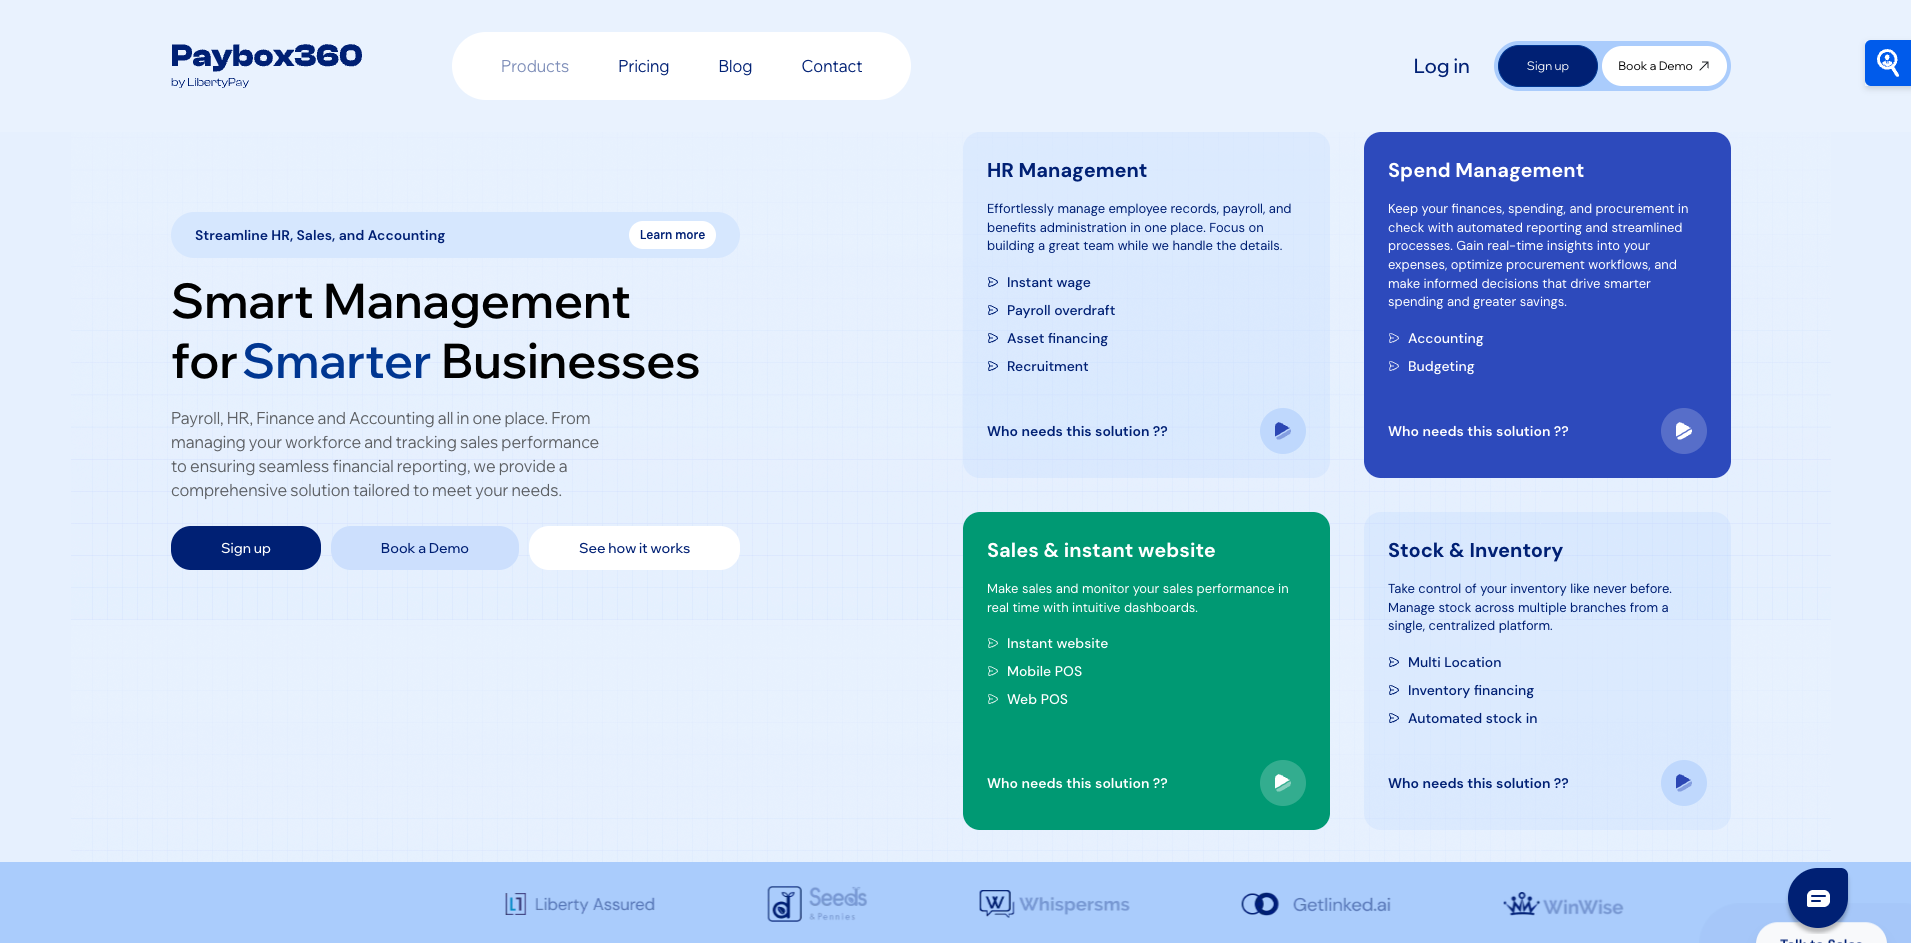 Paybox360
by LibertyPay
Products
Pricing
Blog
Contact
Log in
Sign up
Book a Demo
Streamline HR, Sales, and Accounting
Learn more
Smart Management
for Smarter Businesses
Payroll, HR, Finance and Accounting all in one place. From
managing your workforce and tracking sales performance
to ensuring seamless financial reporting, we provide a
comprehensive solution tailored to meet your needs.
Sign up
Book a Demo
See how it works
HR Management
Effortlessly manage employee records, payroll, and
benefits administration in one place. Focus on
building a great team while we handle the details.
Instant wage
Payroll overdraft
Asset financing
Recruitment
Who needs this solution ??
Spend Management
Keep your finances, spending, and procurement in
check with automated reporting and streamlined
processes. Gain real-time insights into your
expenses, optimize procurement workflows, and
make informed decisions that drive smarter
spending and greater savings.
Accounting
Budgeting
Who needs this solution ??
Sales & instant website
Make sales and monitor your sales performance in
real time with intuitive dashboards.
Instant website
Mobile POS
Web POS
Who needs this solution ??
Stock & Inventory
Take control of your inventory like never before.
Manage stock across multiple branches from a
single, centralized platform.
Multi Location
Inventory financing
Automated stock in
Who needs this solution ??
Liberty Assured
Seeds
& Pennies
Whispersms
Getlinked.ai
WinWise
Talk to Sales